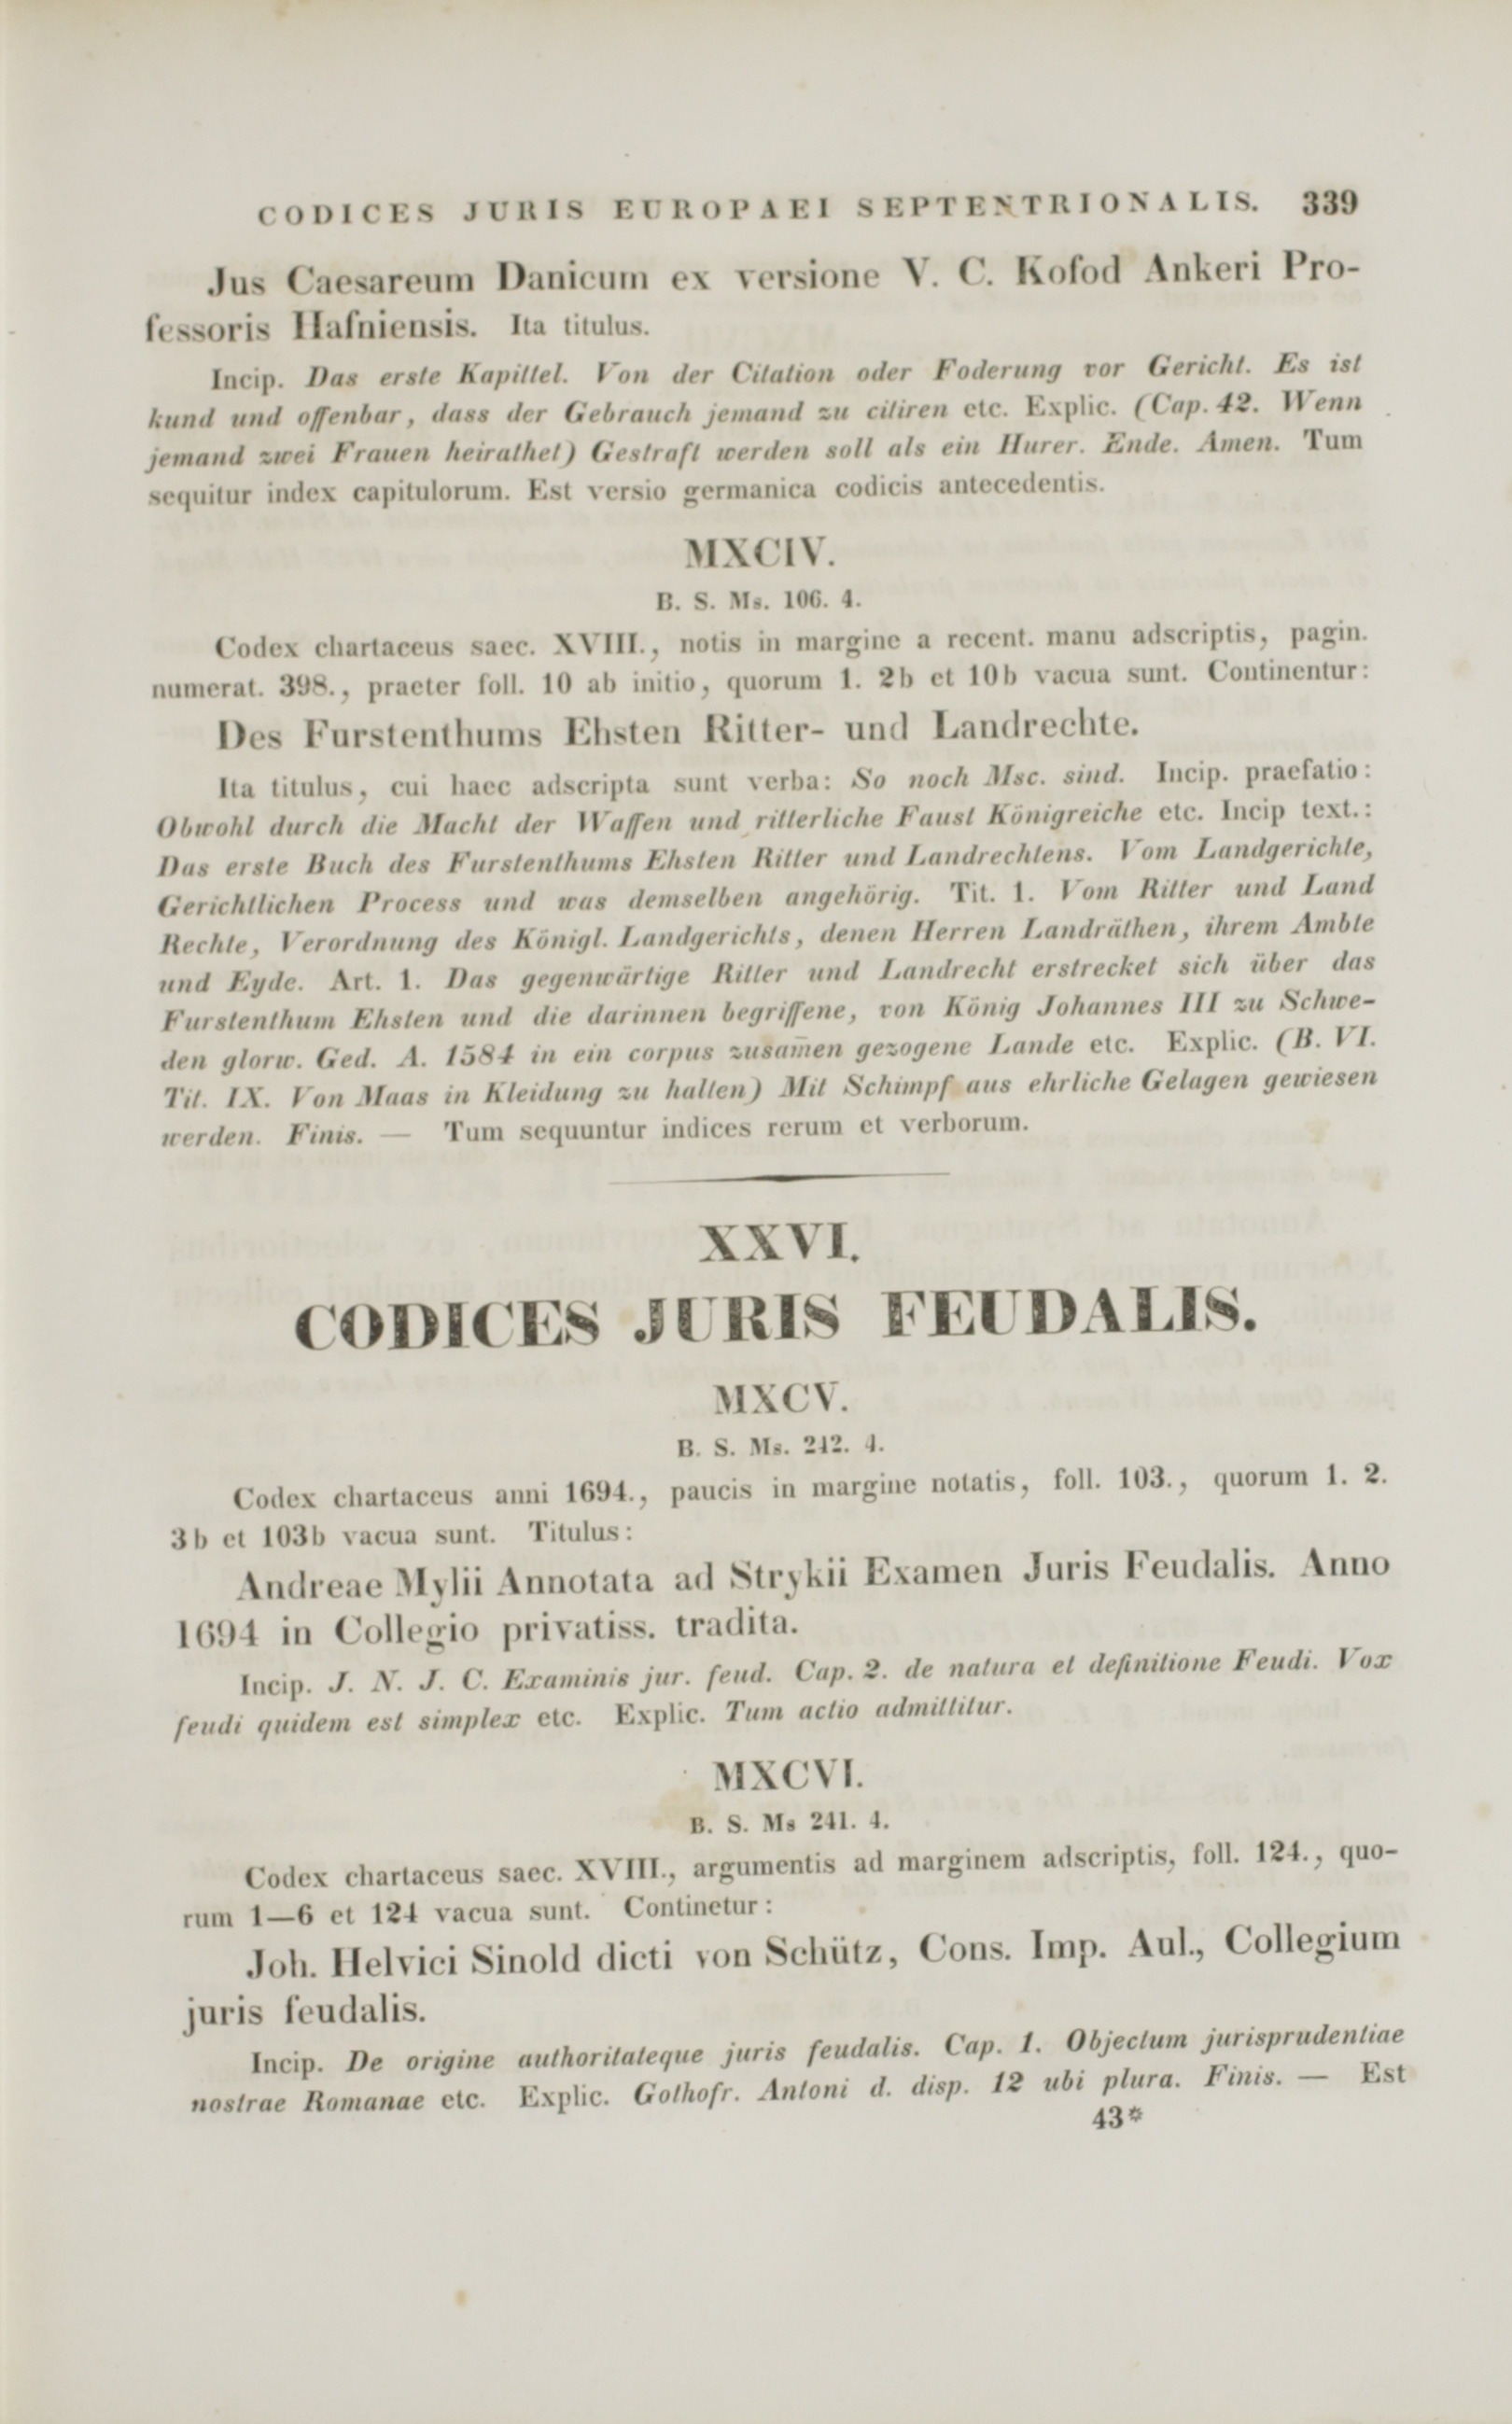 CODICES JURIS EUROPAEI SEPTENTRIONALIS. 339
Jus Caesareum Danicum ex versione V. C. Kofod Ankeri Pro-
fessoris Hafniensis. Ita titulus.
Incip. Das erste Kapittel. Von der Citation oder Foderung vor Gericht. Es ist
kund und offenbar, dass der Gebrauch jemand zu citiren etc. Explic. (Cap. 42. Wenn
jemand zwei Frauen heirathet) Gestraft werden soll als ein Hurer. Ende. Amen. Tum
sequitur index capitulorum. Est versio germanica codicis antecedentis.
MXCIV.
B. S. Ms. 106. 4.
Codex chartaceus saec. XVIII., notis in margine a recent. manu adscriptis, pagin.
numerat. 398., praeter foll. 10 ab initio, quorum 1. 2b et 10b vacua sunt. Continentur:
Des Furstenthums Ehsten Ritter- und Landrechte.
Ita titulus, cui haec adscripta sunt verba: So noch Msc. sind. Incip. praefatio:
Obwohl durch die Macht der Waffen und ritterliche Faust Königreiche etc. Incip text.:
Das erste Buch des Furstenthums Ehsten Ritter und Landrechtens. Vom Landgerichte,
Gerichtlichen Process und was demselben angehörig. Tit. 1. Vom Ritter und Land
Rechte, Verordnung des Königl. Landgerichts, denen Herren Landräthen, ihrem Ambte
und Eyde. Art. 1. Das gegenwärtige Ritter und Landrecht erstrecket sich über das
Furstenthum Ehsten und die darinnen begriffene, von König Johannes III zu Schwe-
den glorw. Ged. A. 1584 in ein corpus zusam̄en gezogene Lande etc. Explic. (B. VI.
Tit. IX. Von Maas in Kleidung zu halten) Mit Schimpf aus ehrliche Gelagen gewiesen
werden. Finis. — Tum sequuntur indices rerum et verborum.
XXVI.
CODICES JURIS FEUDALIS.
MXCV.
B. S. Ms. 242. 4.
Codex chartaceus anni 1694., paucis in margine notatis, foll. 103., quorum 1. 2.
3b et 103b vacua sunt. Titulus:
Andreae Mylii Annotata ad Strykii Examen Juris Feudalis. Anno
1694 in Collegio privatiss. tradita.
Incip. J. N. J. C. Examinis jur. feud. Cap. 2. de natura et definitione Feudi. Vox
feudi quidem est simplex etc. Explic. Tum actio admittitur.
MXCVI.
B. S. Ms 241. 4.
Codex chartaceus saec. XVIII., argumentis ad marginem adscriptis, foll. 124., quo-
rum 1—6 et 124 vacua sunt. Continetur:
Joh. Helvici Sinold dicti von Schütz, Cons. Imp. Aul., Collegium
juris feudalis.
Incip. De origine authoritateque juris feudalis. Cap. 1. Objectum jurisprudentiae
nostrae Romanae etc. Explic. Gothofr. Antoni d. disp. 12 ubi plura. Finis. — Est
43*